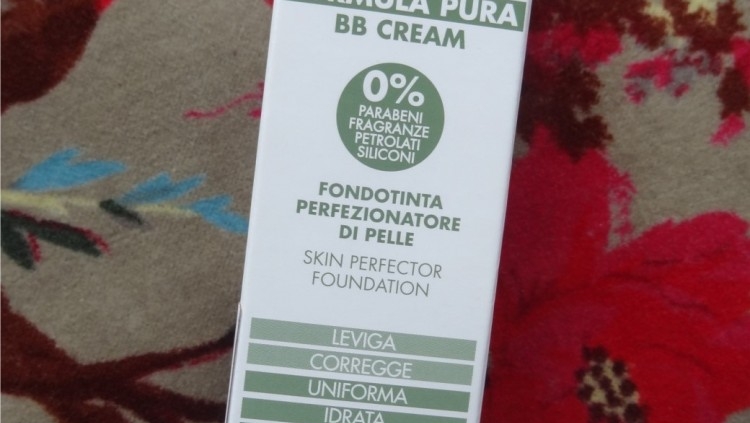 PURA
BB CREAM
0%
PARABENI
FRAGRANZE
PETROLATI
SILICONI
FONDOTINTA
PERFEZIONATORE
DI PELLE
SKIN PERFECTOR
FOUNDATION
LEVIGA
CORREGGE
UNIFORMA
IDRATA